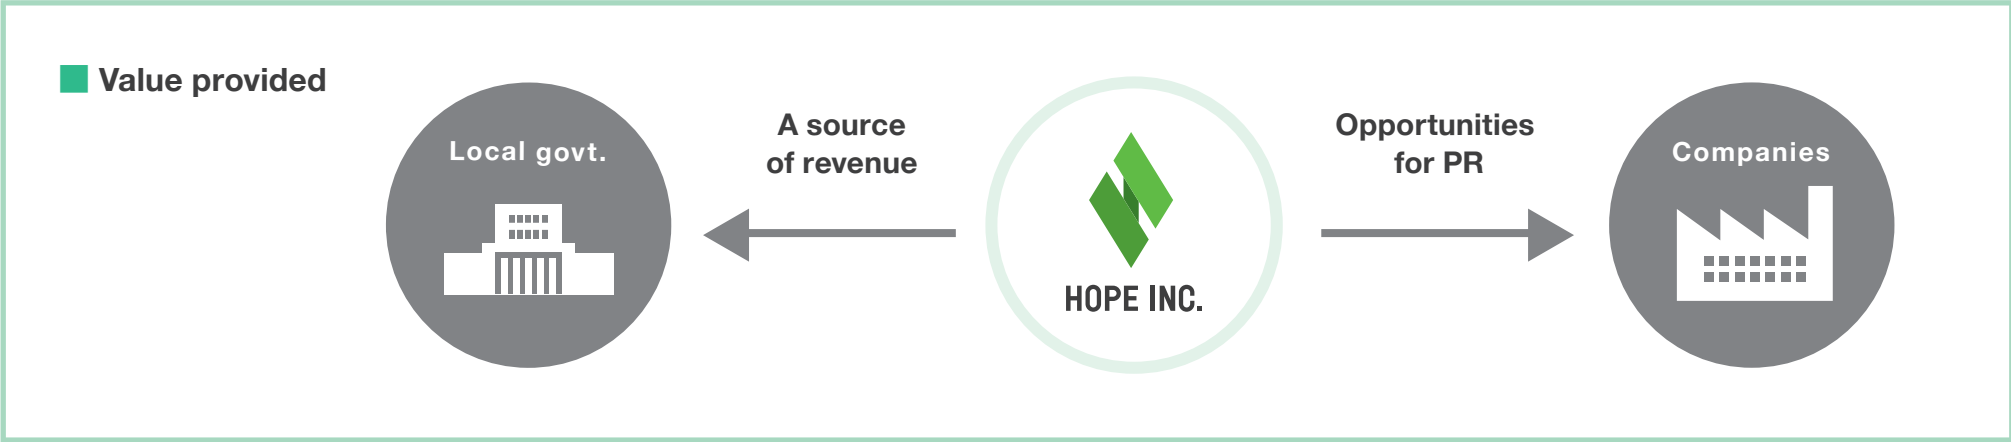 Value provided
Local govt.
A source
of revenue
HOPE INC.
Opportunities
for PR
Companies